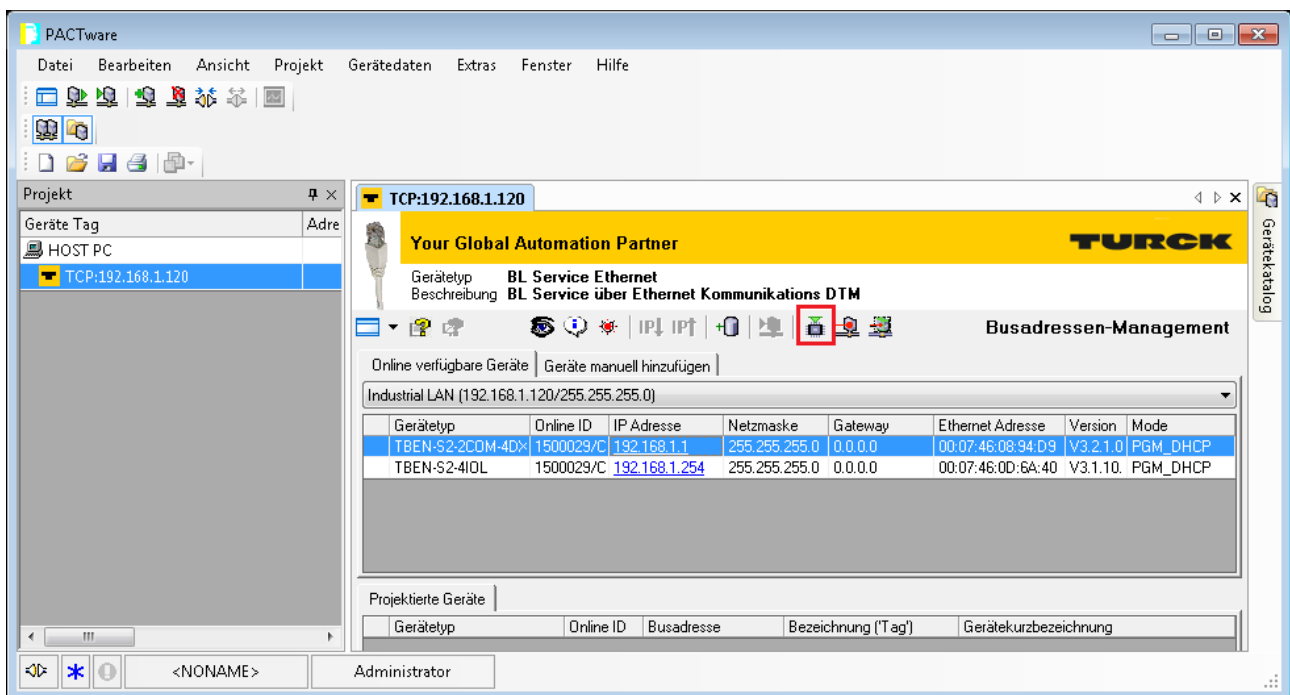 PACTware
Datei Bearbeiten Ansicht Projekt Gerätedaten Extras Fenster Hilfe
Projekt
Geräte Tag Adre
HOST PC
TCP:192.168.1.120
TCP:192.168.1.120
Your Global Automation Partner
TURCK
Gerätetyp BL Service Ethernet
Beschreibung BL Service über Ethernet Kommunikations DTM
IP IP
Busadressen-Management
Online verfügbare Geräte Geräte manuell hinzufügen
Industrial LAN (192.168.1.120/255.255.255.0)
Gerätetyp Online ID IP Adresse Netzmaske Gateway Ethernet Adresse Version Mode
TBEN-S2-2COM-4DX 1500029/C 192.168.1.1 255.255.255.0 0.0.0.0 00:07:46:08:94:D9 V3.2.1.0 PGM_DHCP
TBEN-S2-4IOL 1500029/C 192.168.1.254 255.255.255.0 0.0.0.0 00:07:46:0D:6A:40 V3.1.10. PGM_DHCP
Projektierte Geräte
Gerätetyp Online ID Busadresse Bezeichnung ('Tag') Gerätekurzbezeichnung
Gerätekatalog
<NONAME> Administrator